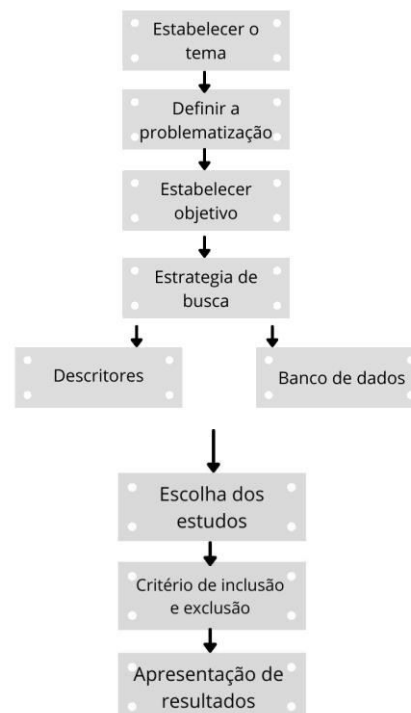 Estabelecer o
tema
Definir a
problematização
Estabelecer
objetivo
Estrategia de
busca
Descritores
Banco de dados
Escolha dos
estudos
Critério de inclusão
e exclusão
Apresentação de
resultados